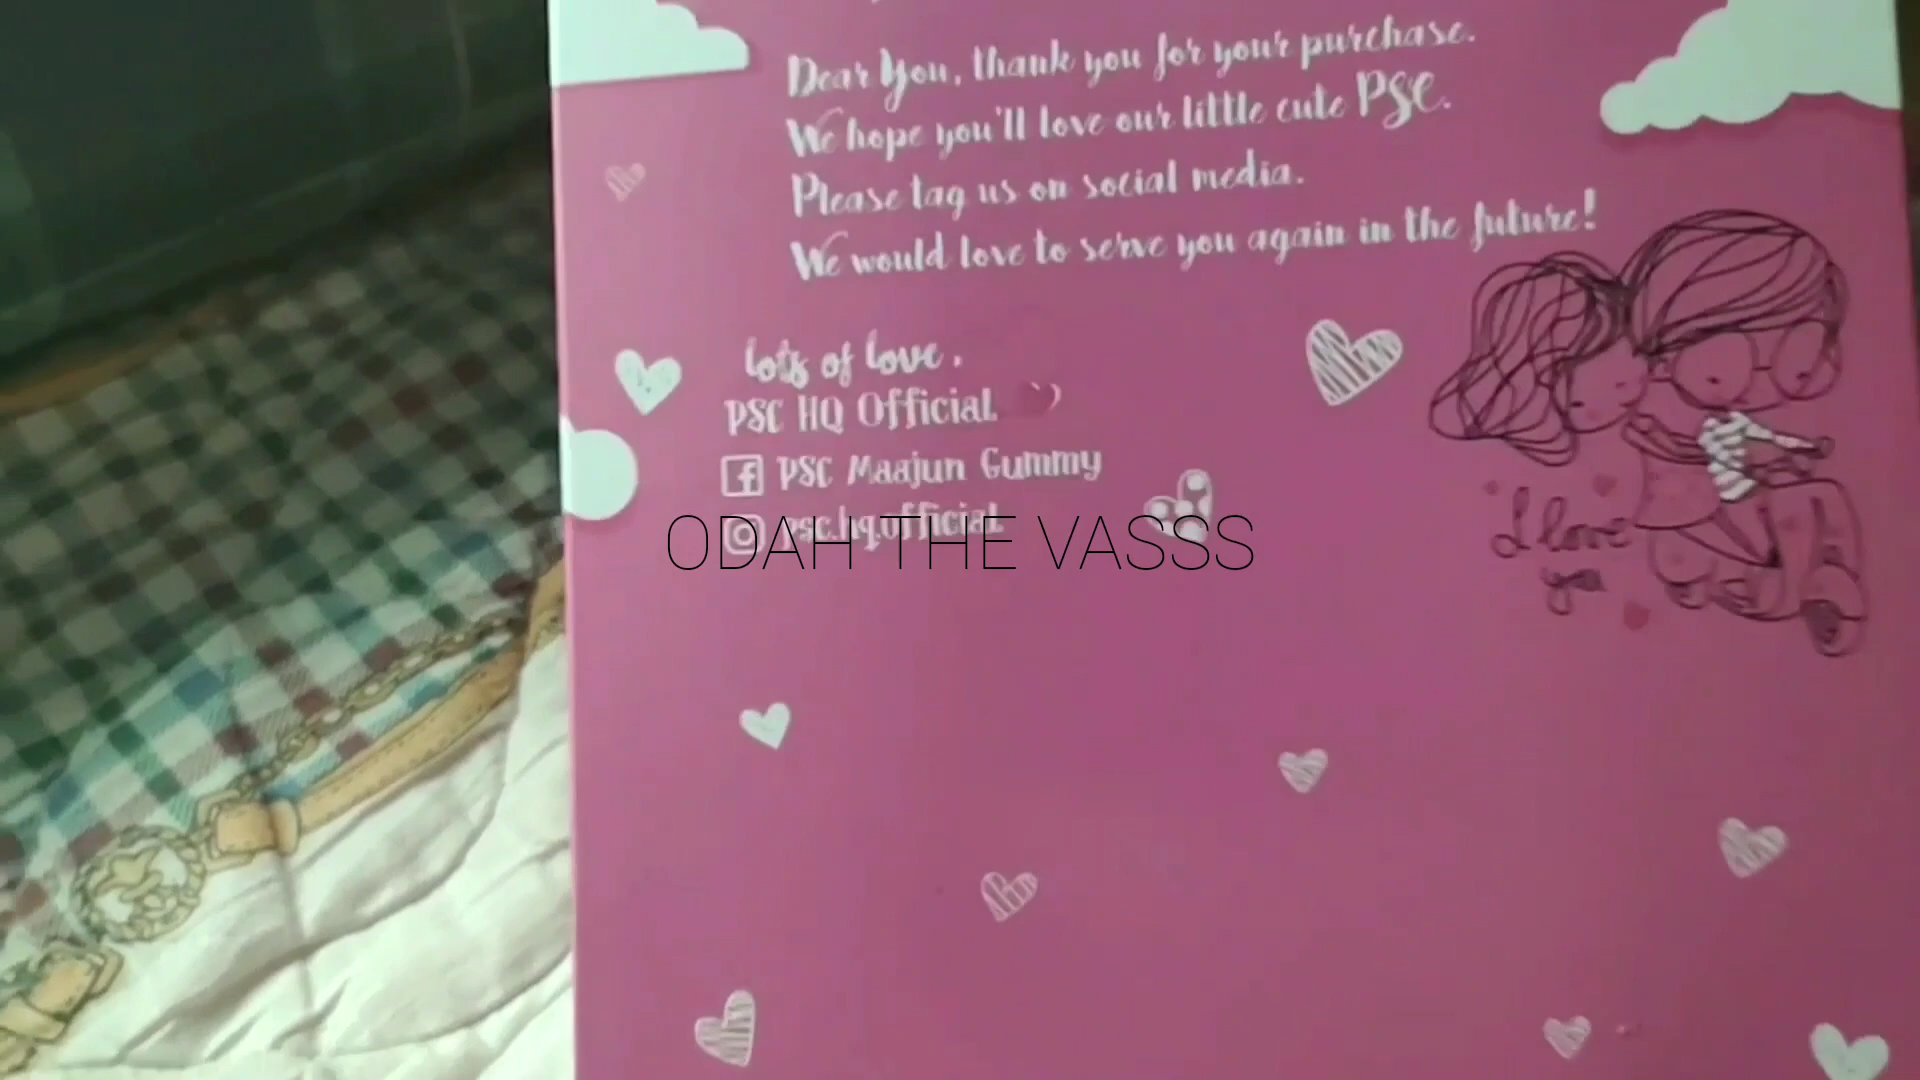 Dear You, thank you for your purchase.
We hope you'll love our little cute PSC.
Please tag us on social media.
We would love to serve you again in the future!
lots of love.
PSC HQ Official
PSC Maajun Gummy
psc.hq.official
ODAH THE VASSS
I love
you